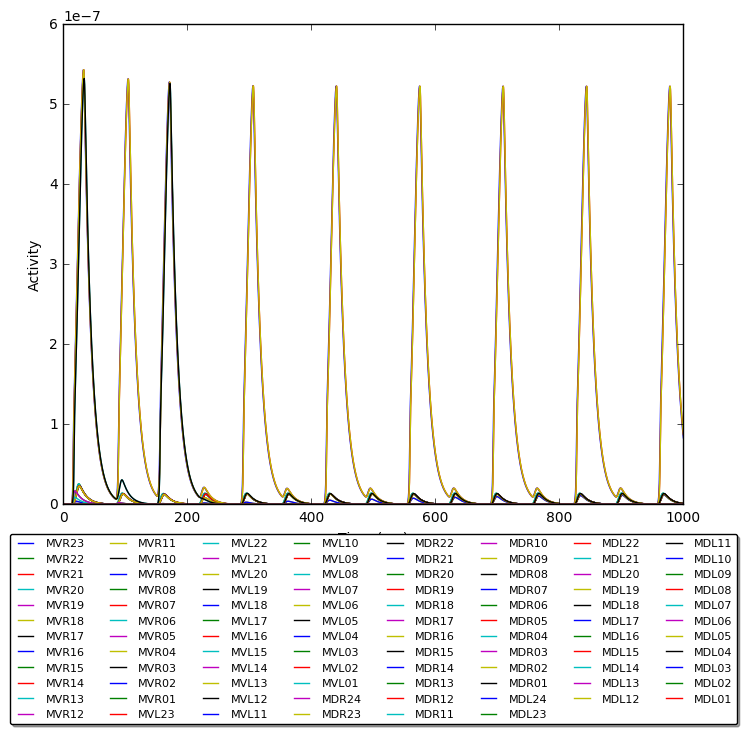 1e−7
6
5
4
3
2
1
0
Activity
0 200 400 600 800 1000
MVR23 MVR11 MVL22 MVL10 MDR22 MDR10 MDL22 MDL11
MVR22 MVR10 MVL21 MVL09 MDR21 MDR09 MDL21 MDL10
MVR21 MVR09 MVL20 MVL08 MDR20 MDR08 MDL20 MDL09
MVR20 MVR08 MVL19 MVL07 MDR19 MDR07 MDL19 MDL08
MVR19 MVR07 MVL18 MVL06 MDR18 MDR06 MDL18 MDL07
MVR18 MVR06 MVL17 MVL05 MDR17 MDR05 MDL17 MDL06
MVR17 MVR05 MVL16 MVL04 MDR16 MDR04 MDL16 MDL05
MVR16 MVR04 MVL15 MVL03 MDR15 MDR03 MDL15 MDL04
MVR15 MVR03 MVL14 MVL02 MDR14 MDR02 MDL14 MDL03
MVR14 MVR02 MVL13 MVL01 MDR13 MDR01 MDL13 MDL02
MVR13 MVR01 MVL12 MDR24 MDR12 MDL24 MDL12 MDL01
MVR12 MVL23 MVL11 MDR23 MDR11 MDL23